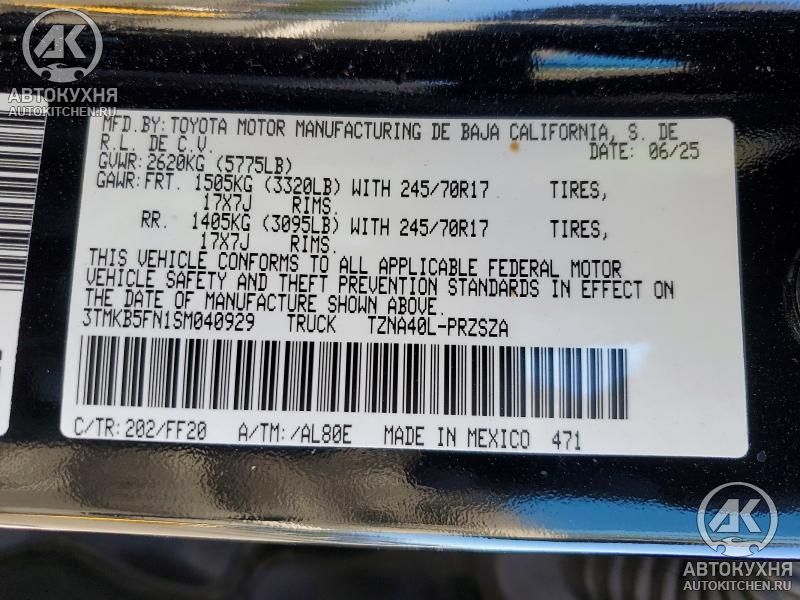 AK
АВТОКУХНЯ
AUTOKITCHEN.RU
MFD.BY: TOYOTA MOTOR MANUFACTURING DE BAJA CALIFORNIA, S. DE
R.L. DE C.V.
DATE: 06/25
GVWR: 2620KG (5775LB)
GAWR: FRT. 1505KG (3320LB) WITH 245/70R17 TIRES,
17X7J RIMS.
RR. 1405KG (3095LB) WITH 245/70R17 TIRES,
17X7J RIMS.
THIS VEHICLE CONFORMS TO ALL APPLICABLE FEDERAL MOTOR
VEHICLE SAFETY AND THEFT PREVENTION STANDARDS IN EFFECT ON
THE DATE OF MANUFACTURE SHOWN ABOVE.
3TMKB5FN1SM040929 TRUCK TZNA40L-PRZSZA
C/TR: 202/FF20 A/TM: /AL80E MADE IN MEXICO 471
AK
АВТОКУХНЯ
AUTOKITCHEN.RU